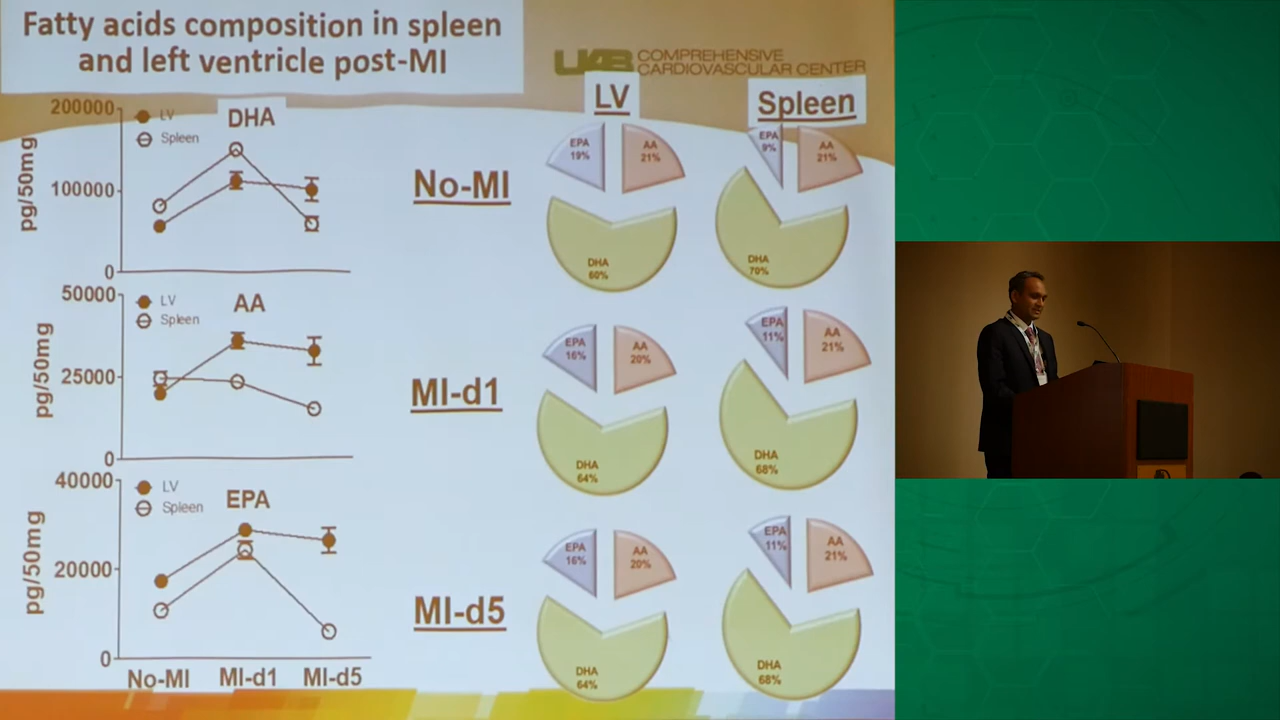 Fatty acids composition in spleen
and left ventricle post-MI
UAB COMPREHENSIVE
CARDIOVASCULAR CENTER
200000
100000
0
pg/50mg
LV
Spleen
DHA
50000
25000
0
pg/50mg
LV
Spleen
AA
40000
20000
0
pg/50mg
LV
Spleen
EPA
No-MI MI-d1 MI-d5
LV
Spleen
No-MI
EPA
19%
AA
21%
DHA
60%
EPA
9%
AA
21%
DHA
70%
MI-d1
EPA
16%
AA
20%
DHA
64%
EPA
11%
AA
21%
DHA
68%
MI-d5
EPA
16%
AA
20%
DHA
64%
EPA
11%
AA
21%
DHA
68%